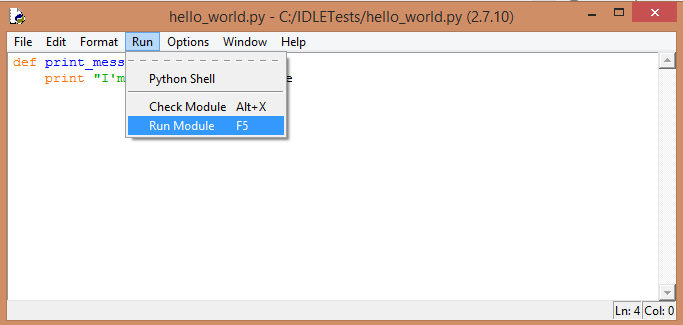 hello_world.py - C:/IDLETests/hello_world.py (2.7.10)
File Edit Format Run Options Window Help
def print_mess
print "I'm e
Python Shell
Check Module Alt+X
Run Module F5
Ln: 4 Col: 0